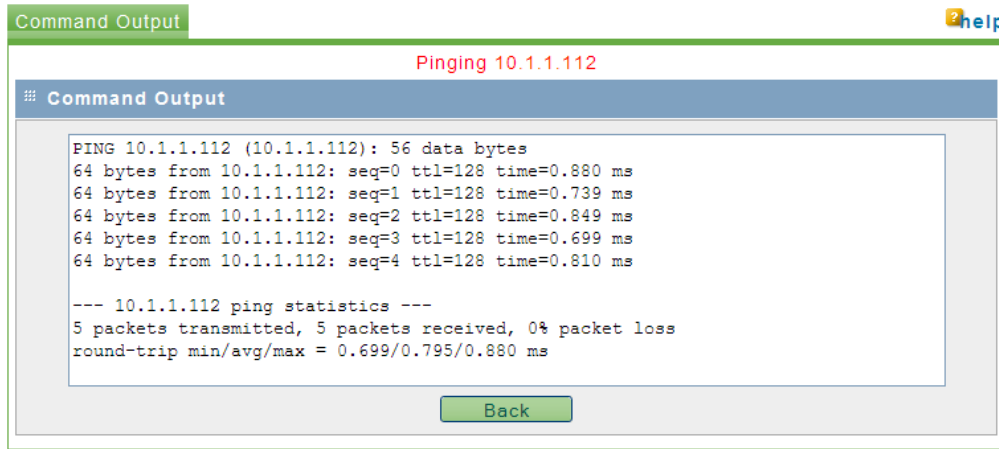 Command Output
help
Pinging 10.1.1.112
Command Output
PING 10.1.1.112 (10.1.1.112): 56 data bytes
64 bytes from 10.1.1.112: seq=0 ttl=128 time=0.880 ms
64 bytes from 10.1.1.112: seq=1 ttl=128 time=0.739 ms
64 bytes from 10.1.1.112: seq=2 ttl=128 time=0.849 ms
64 bytes from 10.1.1.112: seq=3 ttl=128 time=0.699 ms
64 bytes from 10.1.1.112: seq=4 ttl=128 time=0.810 ms
--- 10.1.1.112 ping statistics ---
5 packets transmitted, 5 packets received, 0% packet loss
round-trip min/avg/max = 0.699/0.795/0.880 ms
Back